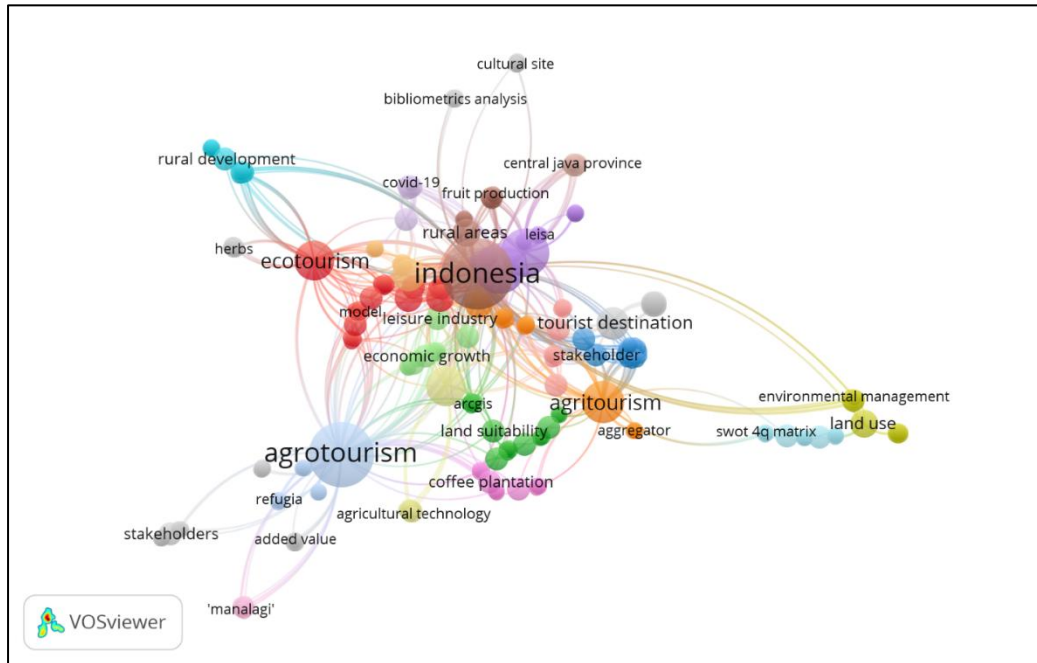 cultural site
bibliometrics analysis
rural development
covid-19
central java province
fruit production
rural areas
leisa
herbs
ecotourism
indonesia
model
leisure industry
tourist destination
economic growth
stakeholder
arcgis
agritourism
environmental management
land suitability
aggregator
swot 4q matrix
land use
agrotourism
coffee plantation
refugia
agricultural technology
stakeholders
added value
'manalagi'
VOSviewer